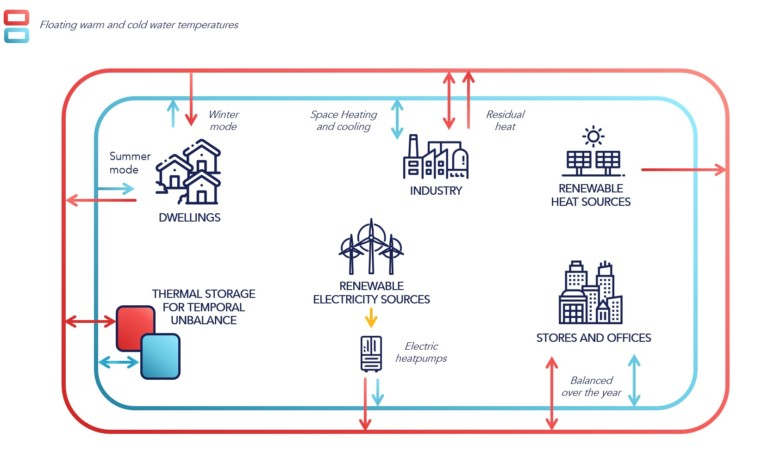 Floating warm and cold water temperatures
Winter
mode
Space Heating
and cooling
Residual
heat
Summer
mode
DWELLINGS
INDUSTRY
RENEWABLE
HEAT SOURCES
RENEWABLE
ELECTRICITY SOURCES
THERMAL STORAGE
FOR TEMPORAL
UNBALANCE
STORES AND OFFICES
Electric
heatpumps
Balanced
over the year